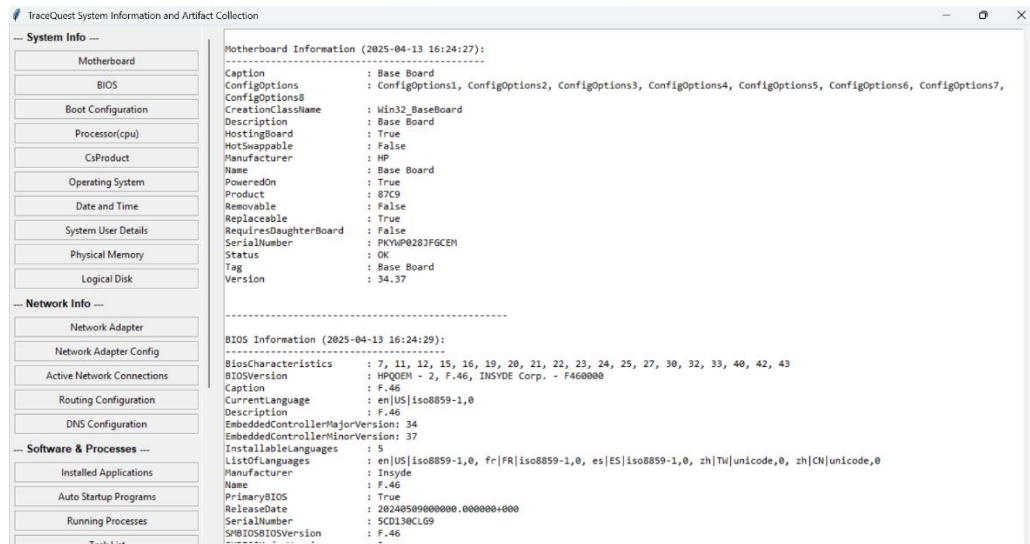 TraceQuest System Information and Artifact Collection
--- System Info ---
Motherboard
BIOS
Boot Configuration
Processor(cpu)
CsProduct
Operating System
Date and Time
System User Details
Physical Memory
Logical Disk
--- Network Info ---
Network Adapter
Network Adapter Config
Active Network Connections
Routing Configuration
DNS Configuration
--- Software & Processes ---
Installed Applications
Auto Startup Programs
Running Processes
Motherboard Information (2025-04-13 16:24:27):
-----------------------------------------------
Caption : Base Board
ConfigOptions : ConfigOptions1, ConfigOptions2, ConfigOptions3, ConfigOptions4, ConfigOptions5, ConfigOptions6, ConfigOptions7,
ConfigOptions8
CreationClassName : Win32_BaseBoard
Description : Base Board
HostingBoard : True
HotSwappable : False
Manufacturer : HP
Name : Base Board
PoweredOn : True
Product : 87C9
Removable : False
Replaceable : True
RequiresDaughterBoard : False
SerialNumber : PKYWP028JFGCEM
Status : OK
Tag : Base Board
Version : 34.37
---------------------------------------------------
BIOS Information (2025-04-13 16:24:29):
----------------------------------------
BiosCharacteristics : 7, 11, 12, 15, 16, 19, 20, 21, 22, 23, 24, 25, 27, 30, 32, 33, 40, 42, 43
BIOSVersion : HPQOEM - 2, F.46, INSYDE Corp. - F460000
Caption : F.46
CurrentLanguage : en|US|iso8859-1,0
Description : F.46
EmbeddedControllerMajorVersion: 34
EmbeddedControllerMinorVersion: 37
InstallableLanguages : 5
ListOfLanguages : en|US|iso8859-1,0, fr|FR|iso8859-1,0, es|ES|iso8859-1,0, zh|TW|unicode,0, zh|CN|unicode,0
Manufacturer : Insyde
Name : F.46
PrimaryBIOS : True
ReleaseDate : 20240509000000.000000+000
SerialNumber : 5CD130CLG9
SMBIOSBIOSVersion : F.46